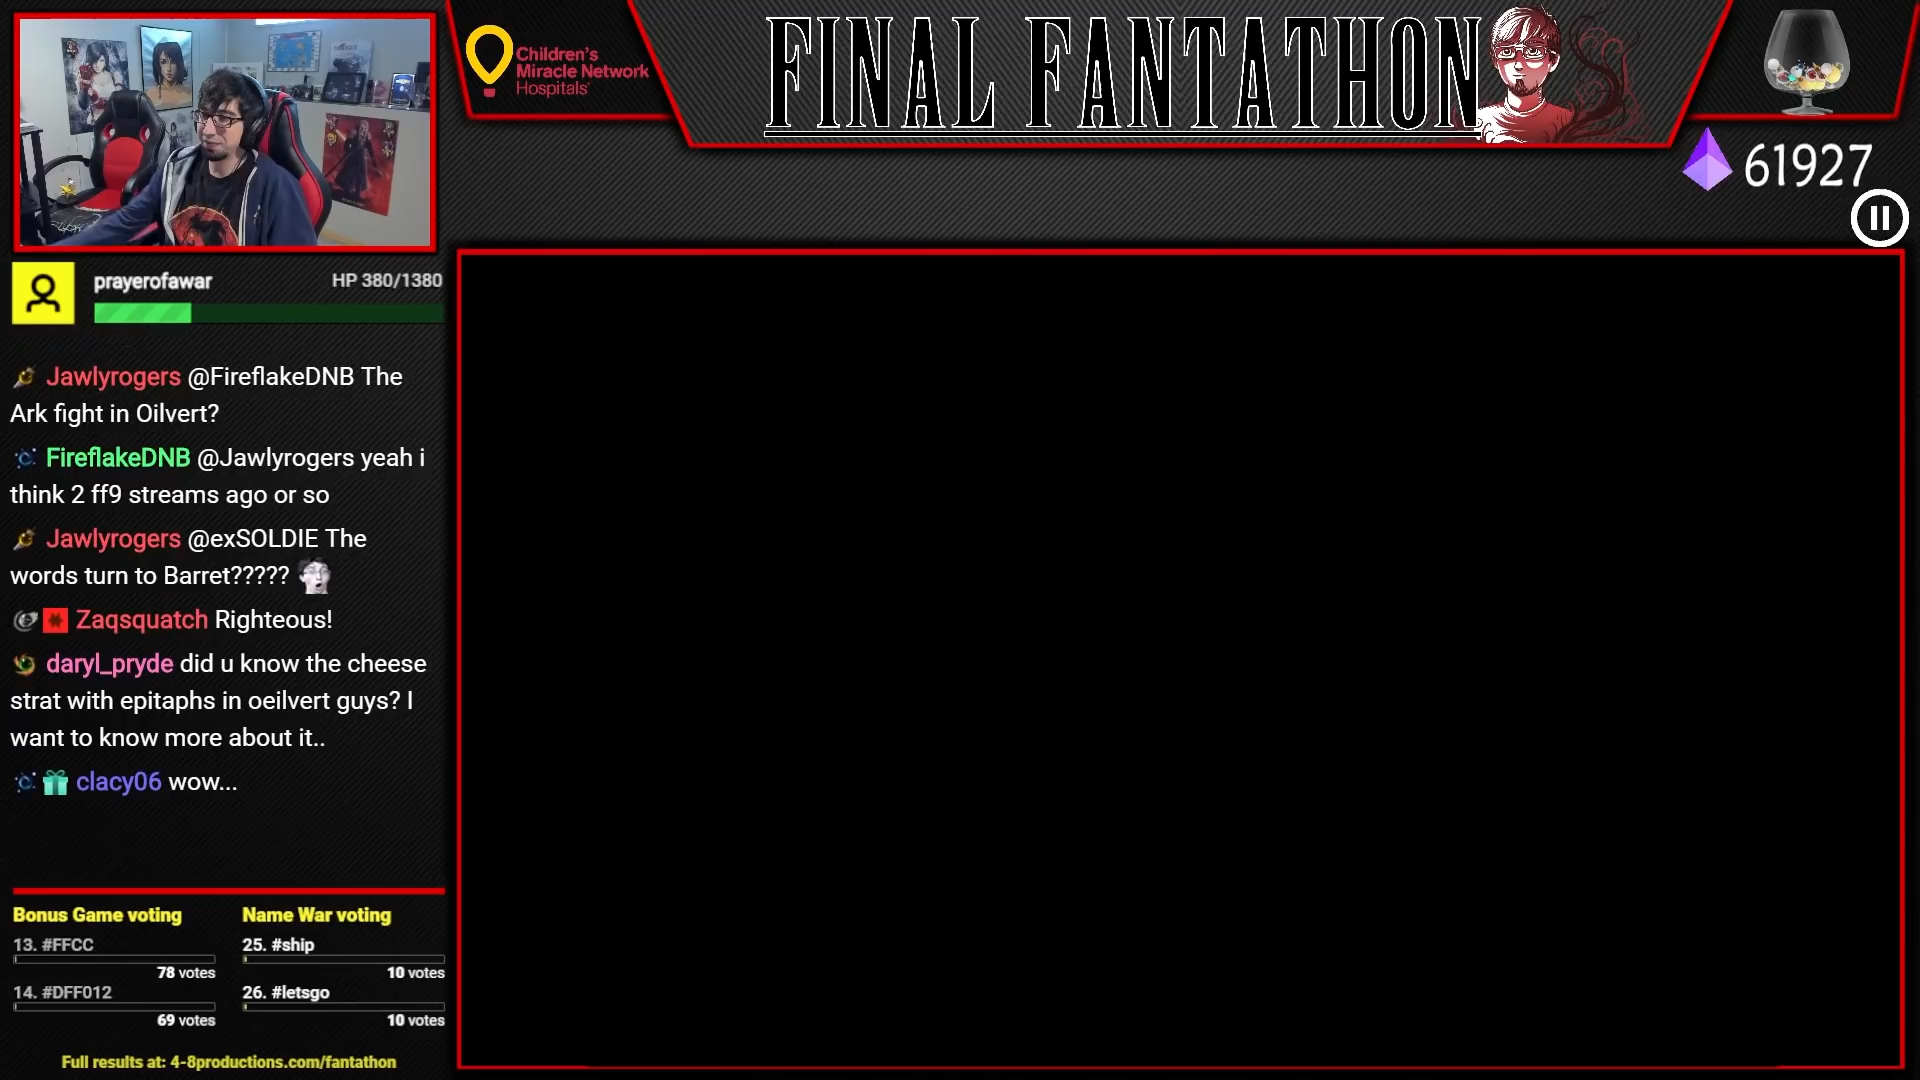 Children's
Miracle Network
Hospitals
FINAL FANTATHON
61927
prayerofawar HP 380/1380
Jawlyrogers @FireflakeDNB The
Ark fight in Oilvert?
FireflakeDNB @Jawlyrogers yeah i
think 2 ff9 streams ago or so
Jawlyrogers @exSOLDIE The
words turn to Barret?????
Zaqsquatch Righteous!
daryl_pryde did u know the cheese
strat with epitaphs in oeilvert guys? I
want to know more about it..
clacy06 wow...
Bonus Game voting
13. #FFCC
78 votes
14. #DFF012
69 votes
Name War voting
25. #ship
10 votes
26. #letsgo
10 votes
Full results at: 4-8productions.com/fantathon